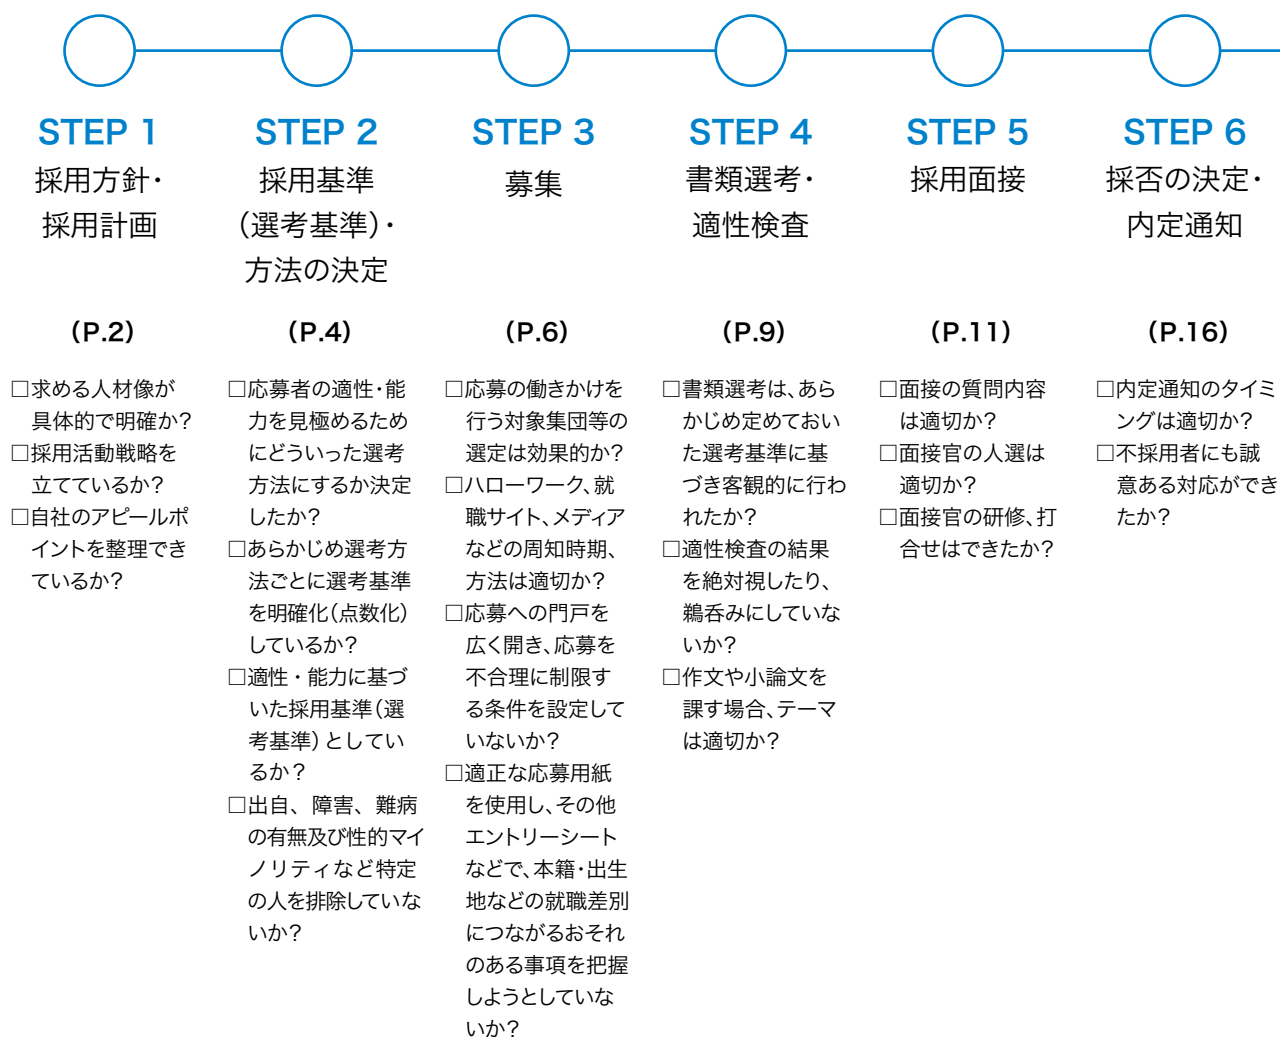 STEP 1
採用方針・
採用計画
(P.2)
□求める人材像が
具体的で明確か?
□採用活動戦略を
立てているか?
□自社のアピールポ
イントを整理でき
ているか?
STEP 2
採用基準
(選考基準)・
方法の決定
(P.4)
□応募者の適性・能
力を見極めるため
にどういった選考
方法にするか決定
したか?
□あらかじめ選考方
法ごとに選考基準
を明確化(点数化)
しているか?
□適性・能力に基づ
いた採用基準(選
考基準)としてい
るか?
□出自、障害、難病
の有無及び性的マイ
ノリティなど特定
の人を排除していな
いか?
STEP 3
募集
(P.6)
□応募の働きかけを
行う対象集団等の
選定は効果的か?
□ハローワーク、就
職サイト、メディア
などの周知時期、
方法は適切か?
□応募への門戸を
広く開き、応募を
不合理に制限す
る条件を設定して
いないか?
□適正な応募用紙
を使用し、その他
エントリーシート
などで、本籍・出生
地などの就職差別
につながるおそれ
のある事項を把握
しようとしていな
いか?
STEP 4
書類選考・
適性検査
(P.9)
□書類選考は、あら
かじめ定めておい
た選考基準に基
づき客観的に行わ
れたか?
□適性検査の結果
を絶対視したり、
鵜呑みにしていな
いか?
□作文や小論文を
課す場合、テーマ
は適切か?
STEP 5
採用面接
(P.11)
□面接の質問内容
は適切か?
□面接官の人選は
適切か?
□面接官の研修、打
合せはできたか?
STEP 6
採否の決定・
内定通知
(P.16)
□内定通知のタイミ
ングは適切か?
□不採用者にも誠
意ある対応ができ
たか?